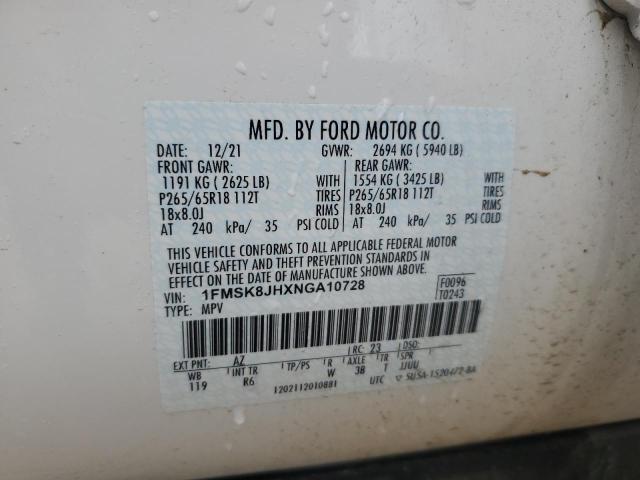 MFD. BY FORD MOTOR CO.
DATE: 12/21 GVWR: 2694 KG ( 5940 LB)
FRONT GAWR: REAR GAWR:
1191 KG ( 2625 LB) WITH 1554 KG ( 3425 LB) WITH
P265/65R18 112T TIRES P265/65R18 112T TIRES
18x8.0J RIMS 18x8.0J RIMS
AT 240 kPa/ 35 PSI COLD AT 240 kPa/ 35 PSI COLD
THIS VEHICLE CONFORMS TO ALL APPLICABLE FEDERAL MOTOR
VEHICLE SAFETY AND THEFT PREVENTION STANDARDS IN
EFFECT ON THE DATE OF MANUFACTURE SHOWN ABOVE.
VIN: 1FMSK8JHXNGA10728 F0096
TYPE: MPV T0243
EXT PNT: AZ RC: 23 DSO:
WB INT TR TP/PS R AXLE TR SPR
119 R6 W 38 T JJUU
1202112010881 UTC ▽ 5USA-1520472-BA